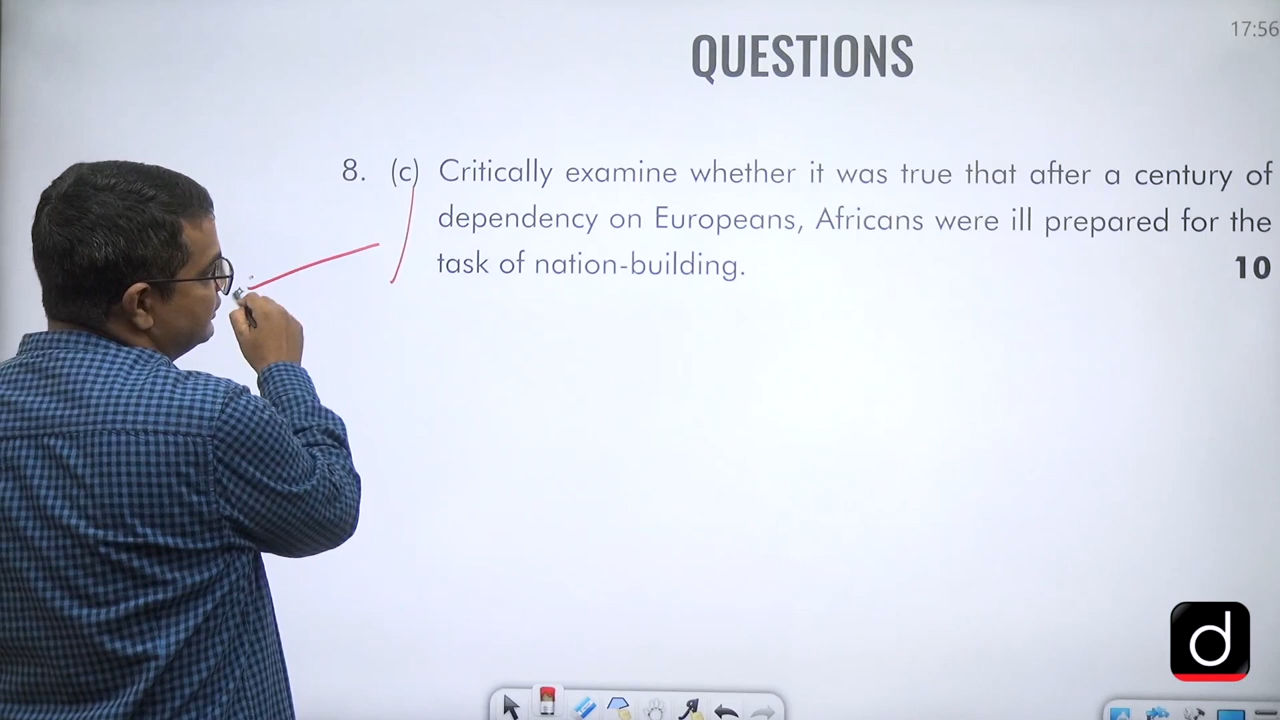 17:56
QUESTIONS
8. (c) Critically examine whether it was true that after a century of
dependency on Europeans, Africans were ill prepared for the
task of nation-building.
10
d